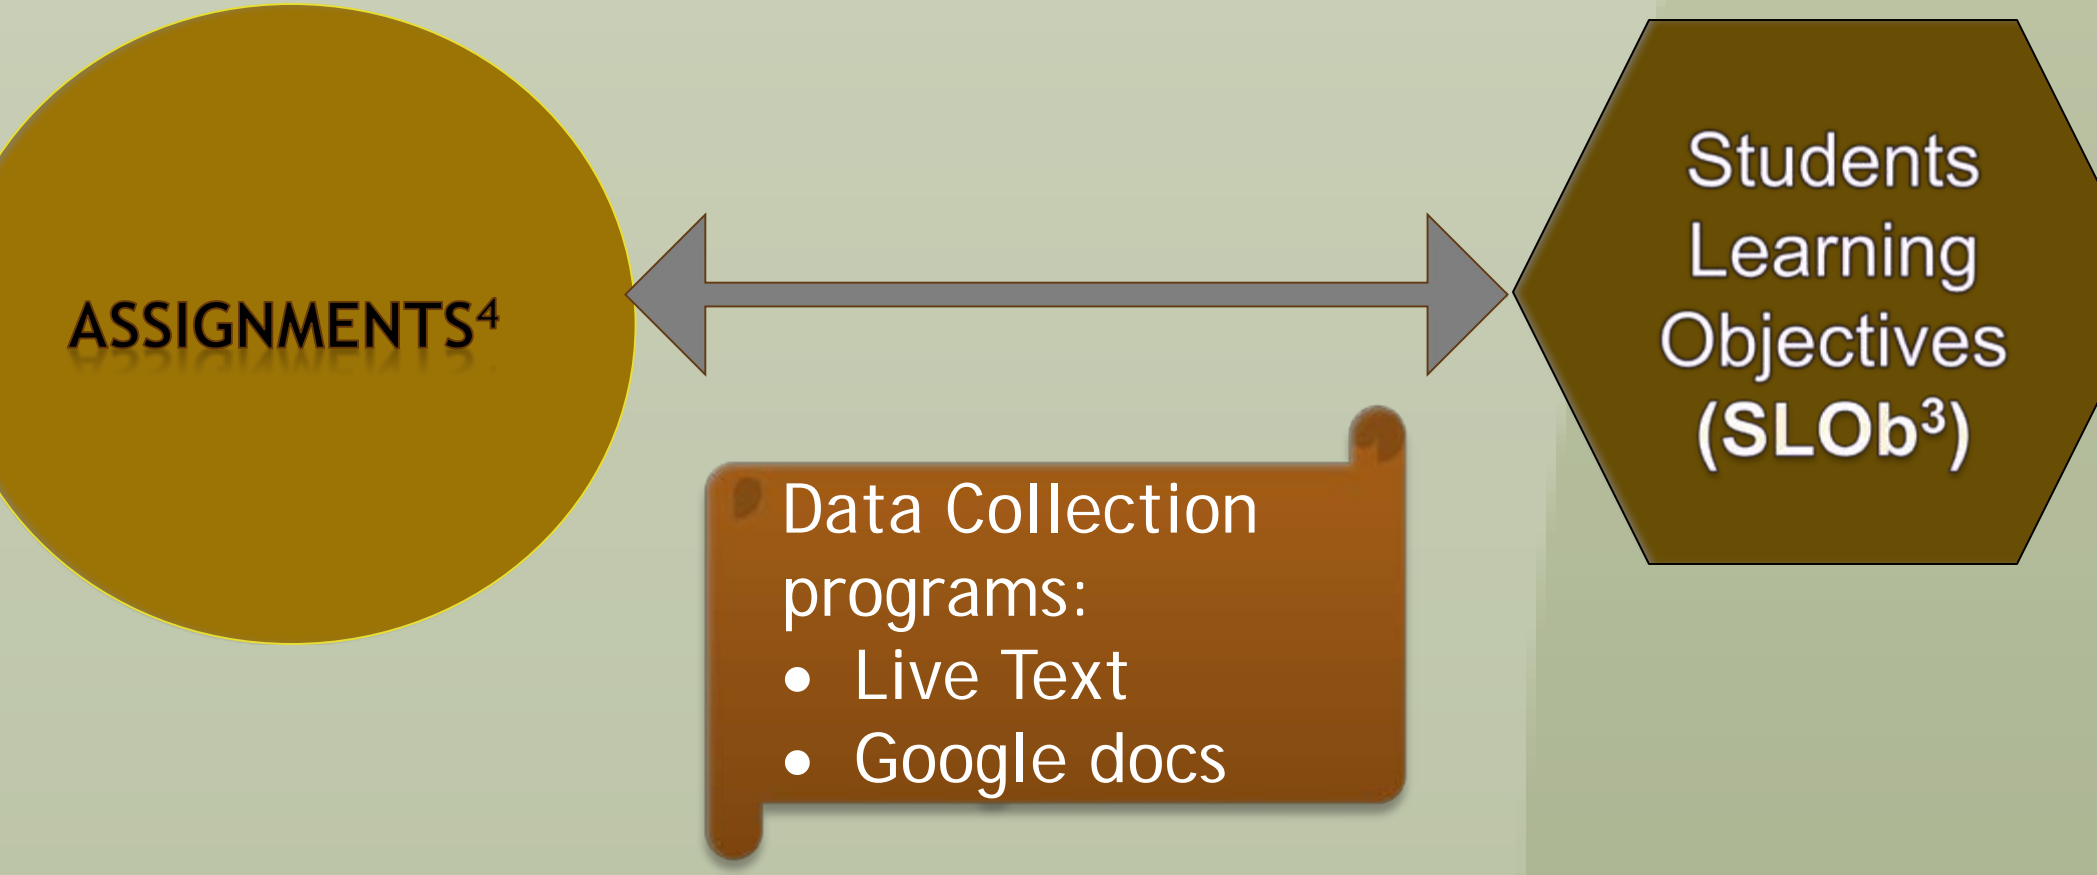 ASSIGNMENTS⁴
Students
Learning
Objectives
(SLOb³)
Data Collection
programs:
• Live Text
• Google docs